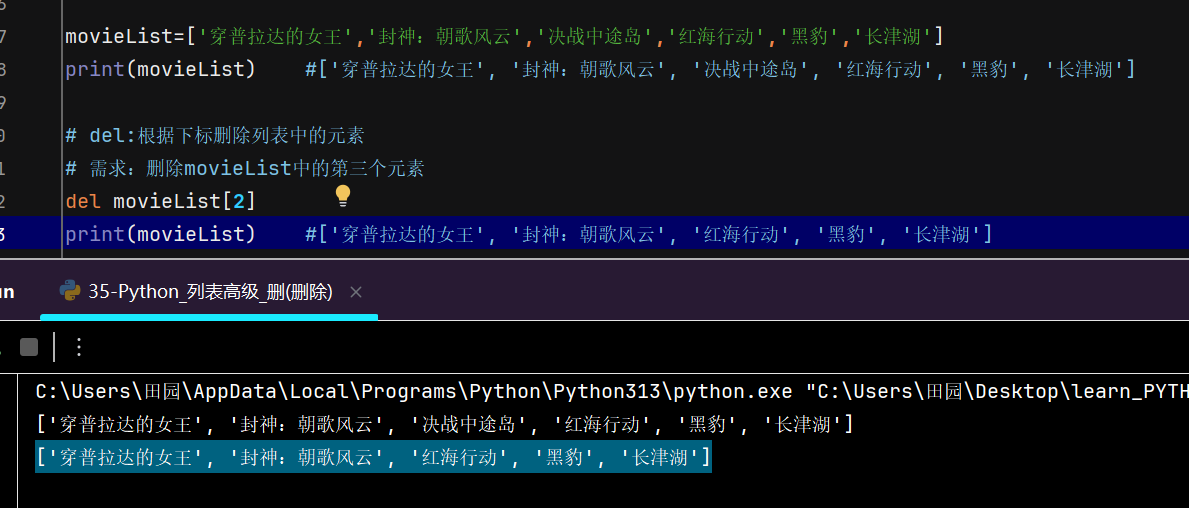 7 movieList=['穿普拉达的女王','封神：朝歌风云','决战中途岛','红海行动','黑豹','长津湖']
8 print(movieList)    #['穿普拉达的女王', '封神：朝歌风云', '决战中途岛', '红海行动', '黑豹', '长津湖']
9
0 # del:根据下标删除列表中的元素
1 # 需求：删除movieList中的第三个元素
2 del movieList[2]
3 print(movieList)    #['穿普拉达的女王', '封神：朝歌风云', '红海行动', '黑豹', '长津湖']
un 35-Python_列表高级_删(删除)
C:\Users\田园\AppData\Local\Programs\Python\Python313\python.exe "C:\Users\田园\Desktop\learn_PYTH
['穿普拉达的女王', '封神：朝歌风云', '决战中途岛', '红海行动', '黑豹', '长津湖']
['穿普拉达的女王', '封神：朝歌风云', '红海行动', '黑豹', '长津湖']